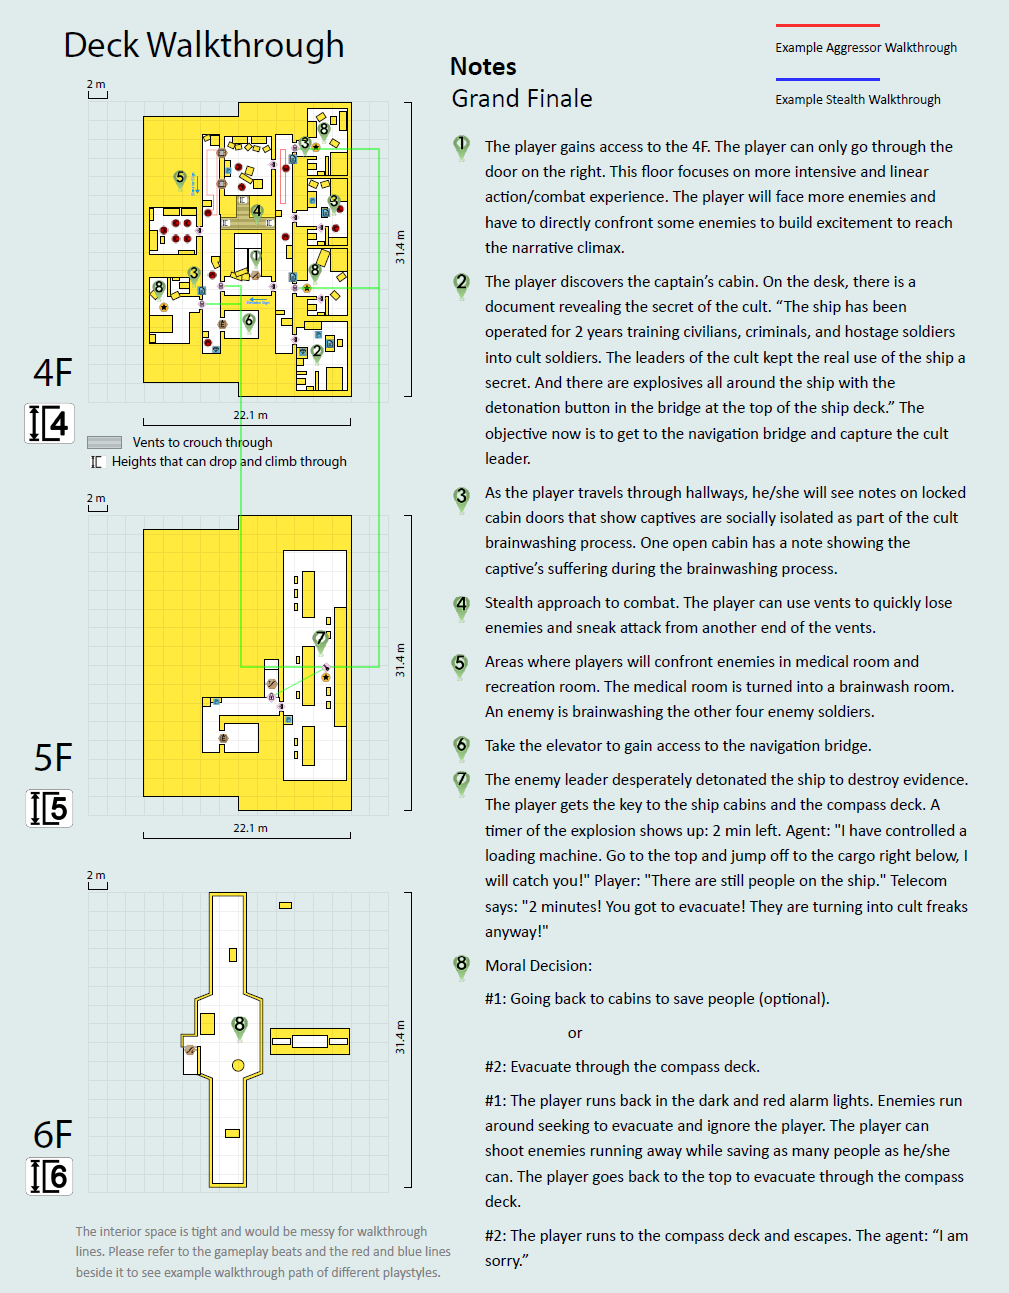 Deck Walkthrough
2 m
31.4 m
4F
4
22.1 m
Vents to crouch through
Heights that can drop and climb through
2 m
31.4 m
5F
5
22.1 m
2 m
31.4 m
6F
6
The interior space is tight and would be messy for walkthrough
lines. Please refer to the gameplay beats and the red and blue lines
beside it to see example walkthrough path of different playstyles.
Notes
Grand Finale
Example Aggressor Walkthrough
Example Stealth Walkthrough
1 The player gains access to the 4F. The player can only go through the
door on the right. This floor focuses on more intensive and linear
action/combat experience. The player will face more enemies and
have to directly confront some enemies to build excitement to reach
the narrative climax.
2 The player discovers the captain's cabin. On the desk, there is a
document revealing the secret of the cult. “The ship has been
operated for 2 years training civilians, criminals, and hostage soldiers
into cult soldiers. The leaders of the cult kept the real use of the ship a
secret. And there are explosives all around the ship with the
detonation button in the bridge at the top of the ship deck.” The
objective now is to get to the navigation bridge and capture the cult
leader.
3 As the player travels through hallways, he/she will see notes on locked
cabin doors that show captives are socially isolated as part of the cult
brainwashing process. One open cabin has a note showing the
captive’s suffering during the brainwashing process.
4 Stealth approach to combat. The player can use vents to quickly lose
enemies and sneak attack from another end of the vents.
5 Areas where players will confront enemies in medical room and
recreation room. The medical room is turned into a brainwash room.
An enemy is brainwashing the other four enemy soldiers.
6 Take the elevator to gain access to the navigation bridge.
7 The enemy leader desperately detonated the ship to destroy evidence.
The player gets the key to the ship cabins and the compass deck. A
timer of the explosion shows up: 2 min left. Agent: "I have controlled a
loading machine. Go to the top and jump off to the cargo right below, I
will catch you!" Player: "There are still people on the ship." Telecom
says: "2 minutes! You got to evacuate! They are turning into cult freaks
anyway!"
8 Moral Decision:
#1: Going back to cabins to save people (optional).
or
#2: Evacuate through the compass deck.
#1: The player runs back in the dark and red alarm lights. Enemies run
around seeking to evacuate and ignore the player. The player can
shoot enemies running away while saving as many people as he/she
can. The player goes back to the top to evacuate through the compass
deck.
#2: The player runs to the compass deck and escapes. The agent: “I am
sorry.”